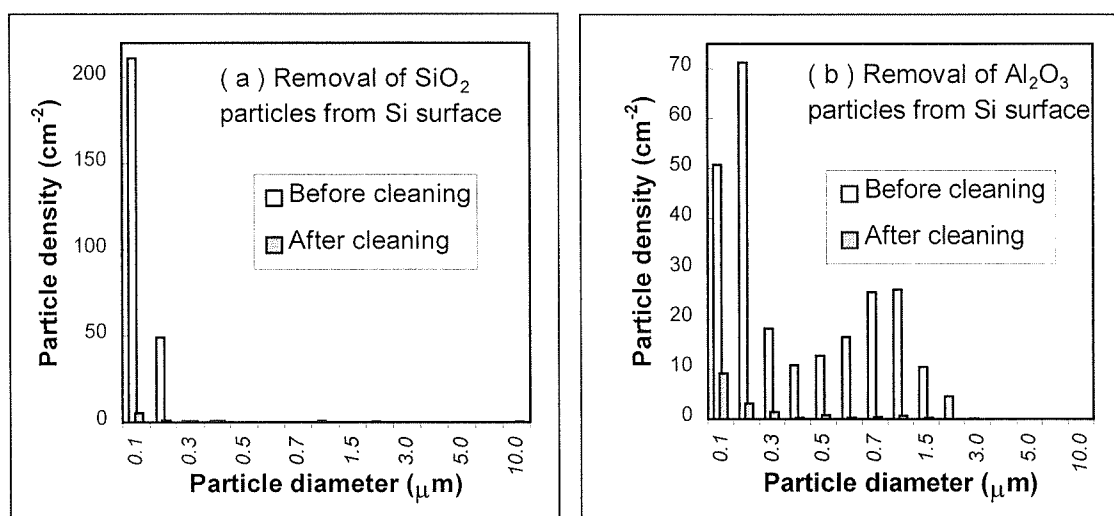 ( a ) Removal of SiO₂
particles from Si surface
Before cleaning
After cleaning
Particle density (cm⁻²)
200
150
100
50
0
0.1
0.3
0.5
0.7
1.5
3.0
5.0
10.0
Particle diameter (μm)
( b ) Removal of Al₂O₃
particles from Si surface
Before cleaning
After cleaning
Particle density (cm⁻²)
70
60
50
40
30
20
10
0
0.1
0.3
0.5
0.7
1.5
3.0
5.0
10.0
Particle diameter (μm)